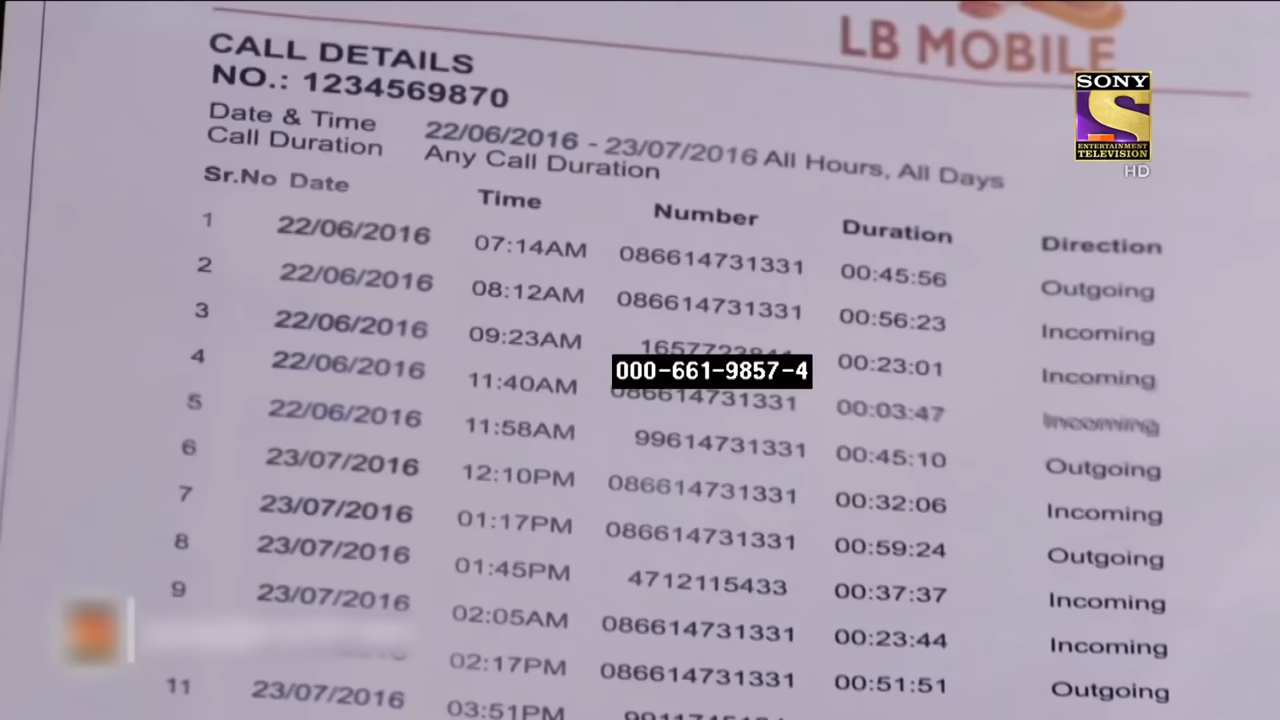 LB MOBILE
SONY
ENTERTAINMENT
TELEVISION
HD
CALL DETAILS
NO.: 1234569870
Date & Time 22/06/2016 - 23/07/2016 All Hours, All Days
Call Duration Any Call Duration
Sr.No Date Time Number Duration Direction
1 22/06/2016 07:14AM 086614731331 00:45:56 Outgoing
2 22/06/2016 08:12AM 086614731331 00:56:23 Incoming
3 22/06/2016 09:23AM 00:23:01 Incoming
000-661-9857-4
4 22/06/2016 11:40AM 086614731331 00:03:47 Incoming
5 22/06/2016 11:58AM 99614731331 00:45:10 Outgoing
6 23/07/2016 12:10PM 086614731331 00:32:06 Incoming
7 23/07/2016 01:17PM 086614731331 00:59:24 Outgoing
8 23/07/2016 01:45PM 4712115433 00:37:37 Incoming
9 23/07/2016 02:05AM 086614731331 00:23:44 Incoming
02:17PM 086614731331 00:51:51 Outgoing
11 23/07/2016 03:51PM